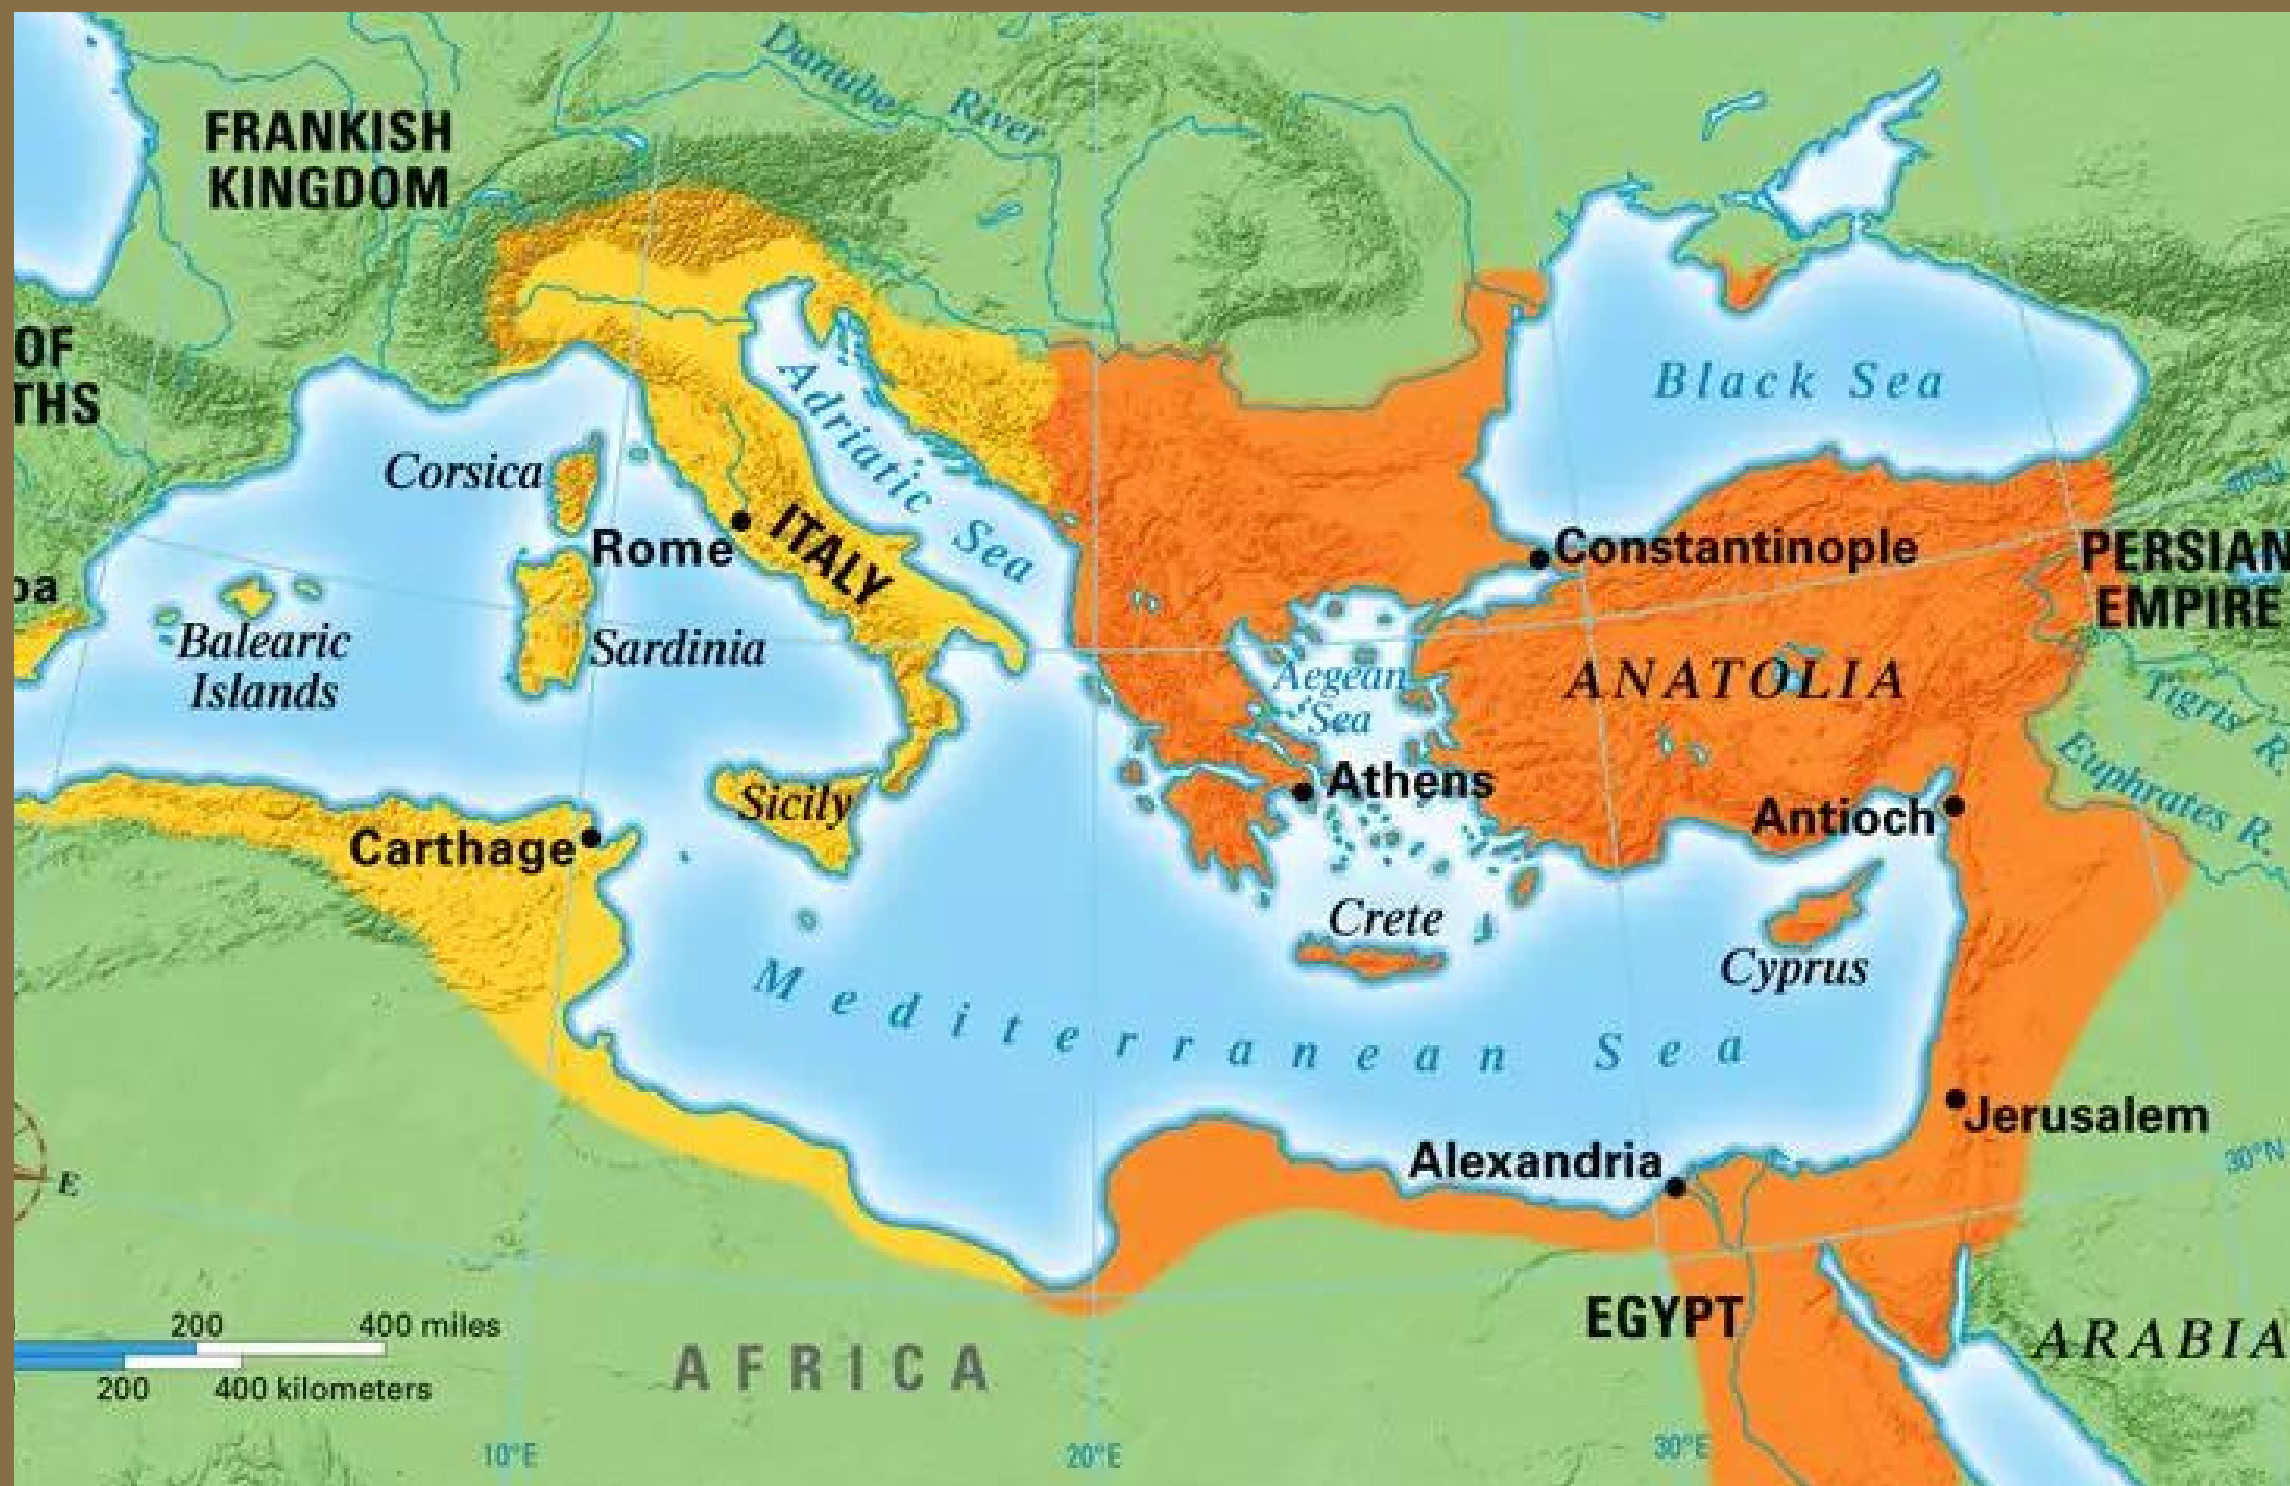 Danube River
FRANKISH
KINGDOM
OF
THS
Black Sea
Adriatic Sea
Corsica
Rome
ITALY
Constantinople
PERSIAN
EMPIRE
Balearic
Islands
Sardinia
Aegean
Sea
ANATOLIA
Tigris R.
Euphrates R.
Sicily
Athens
Antioch
Carthage
Crete
Cyprus
Mediterranean Sea
Jerusalem
Alexandria
30°N
E
EGYPT
ARABIA
200 400 miles
200 400 kilometers
AFRICA
10°E 20°E 30°E